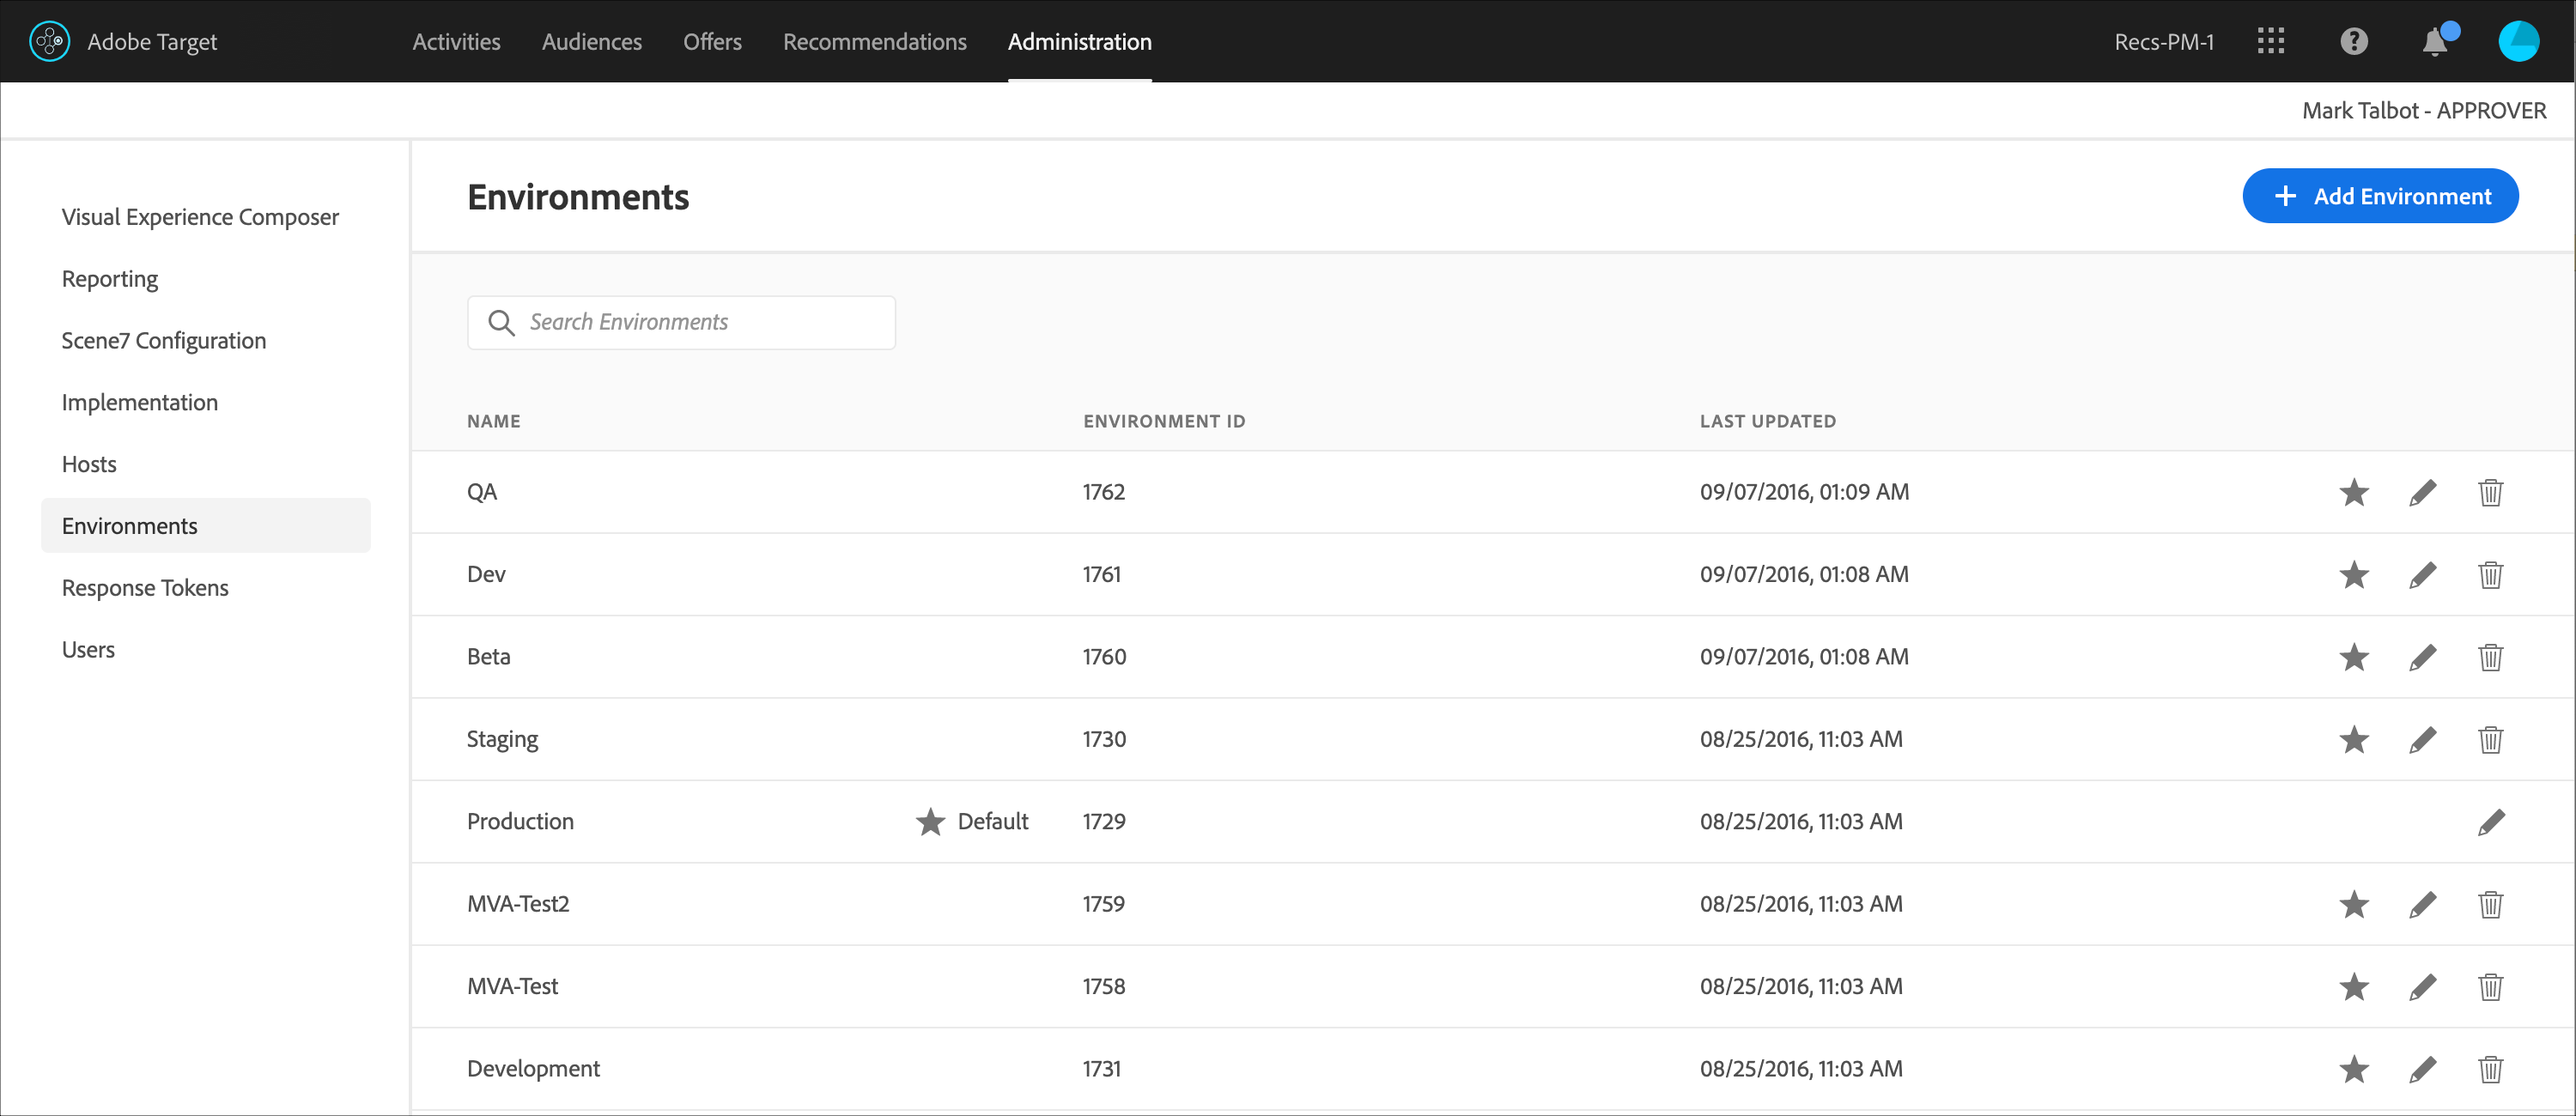 Adobe Target Activities Audiences Offers Recommendations Administration Recs-PM-1
Mark Talbot - APPROVER
Visual Experience Composer
Reporting
Scene7 Configuration
Implementation
Hosts
Environments
Response Tokens
Users
Environments
Add Environment
Search Environments
NAME ENVIRONMENT ID LAST UPDATED
QA 1762 09/07/2016, 01:09 AM
Dev 1761 09/07/2016, 01:08 AM
Beta 1760 09/07/2016, 01:08 AM
Staging 1730 08/25/2016, 11:03 AM
Production Default 1729 08/25/2016, 11:03 AM
MVA-Test2 1759 08/25/2016, 11:03 AM
MVA-Test 1758 08/25/2016, 11:03 AM
Development 1731 08/25/2016, 11:03 AM